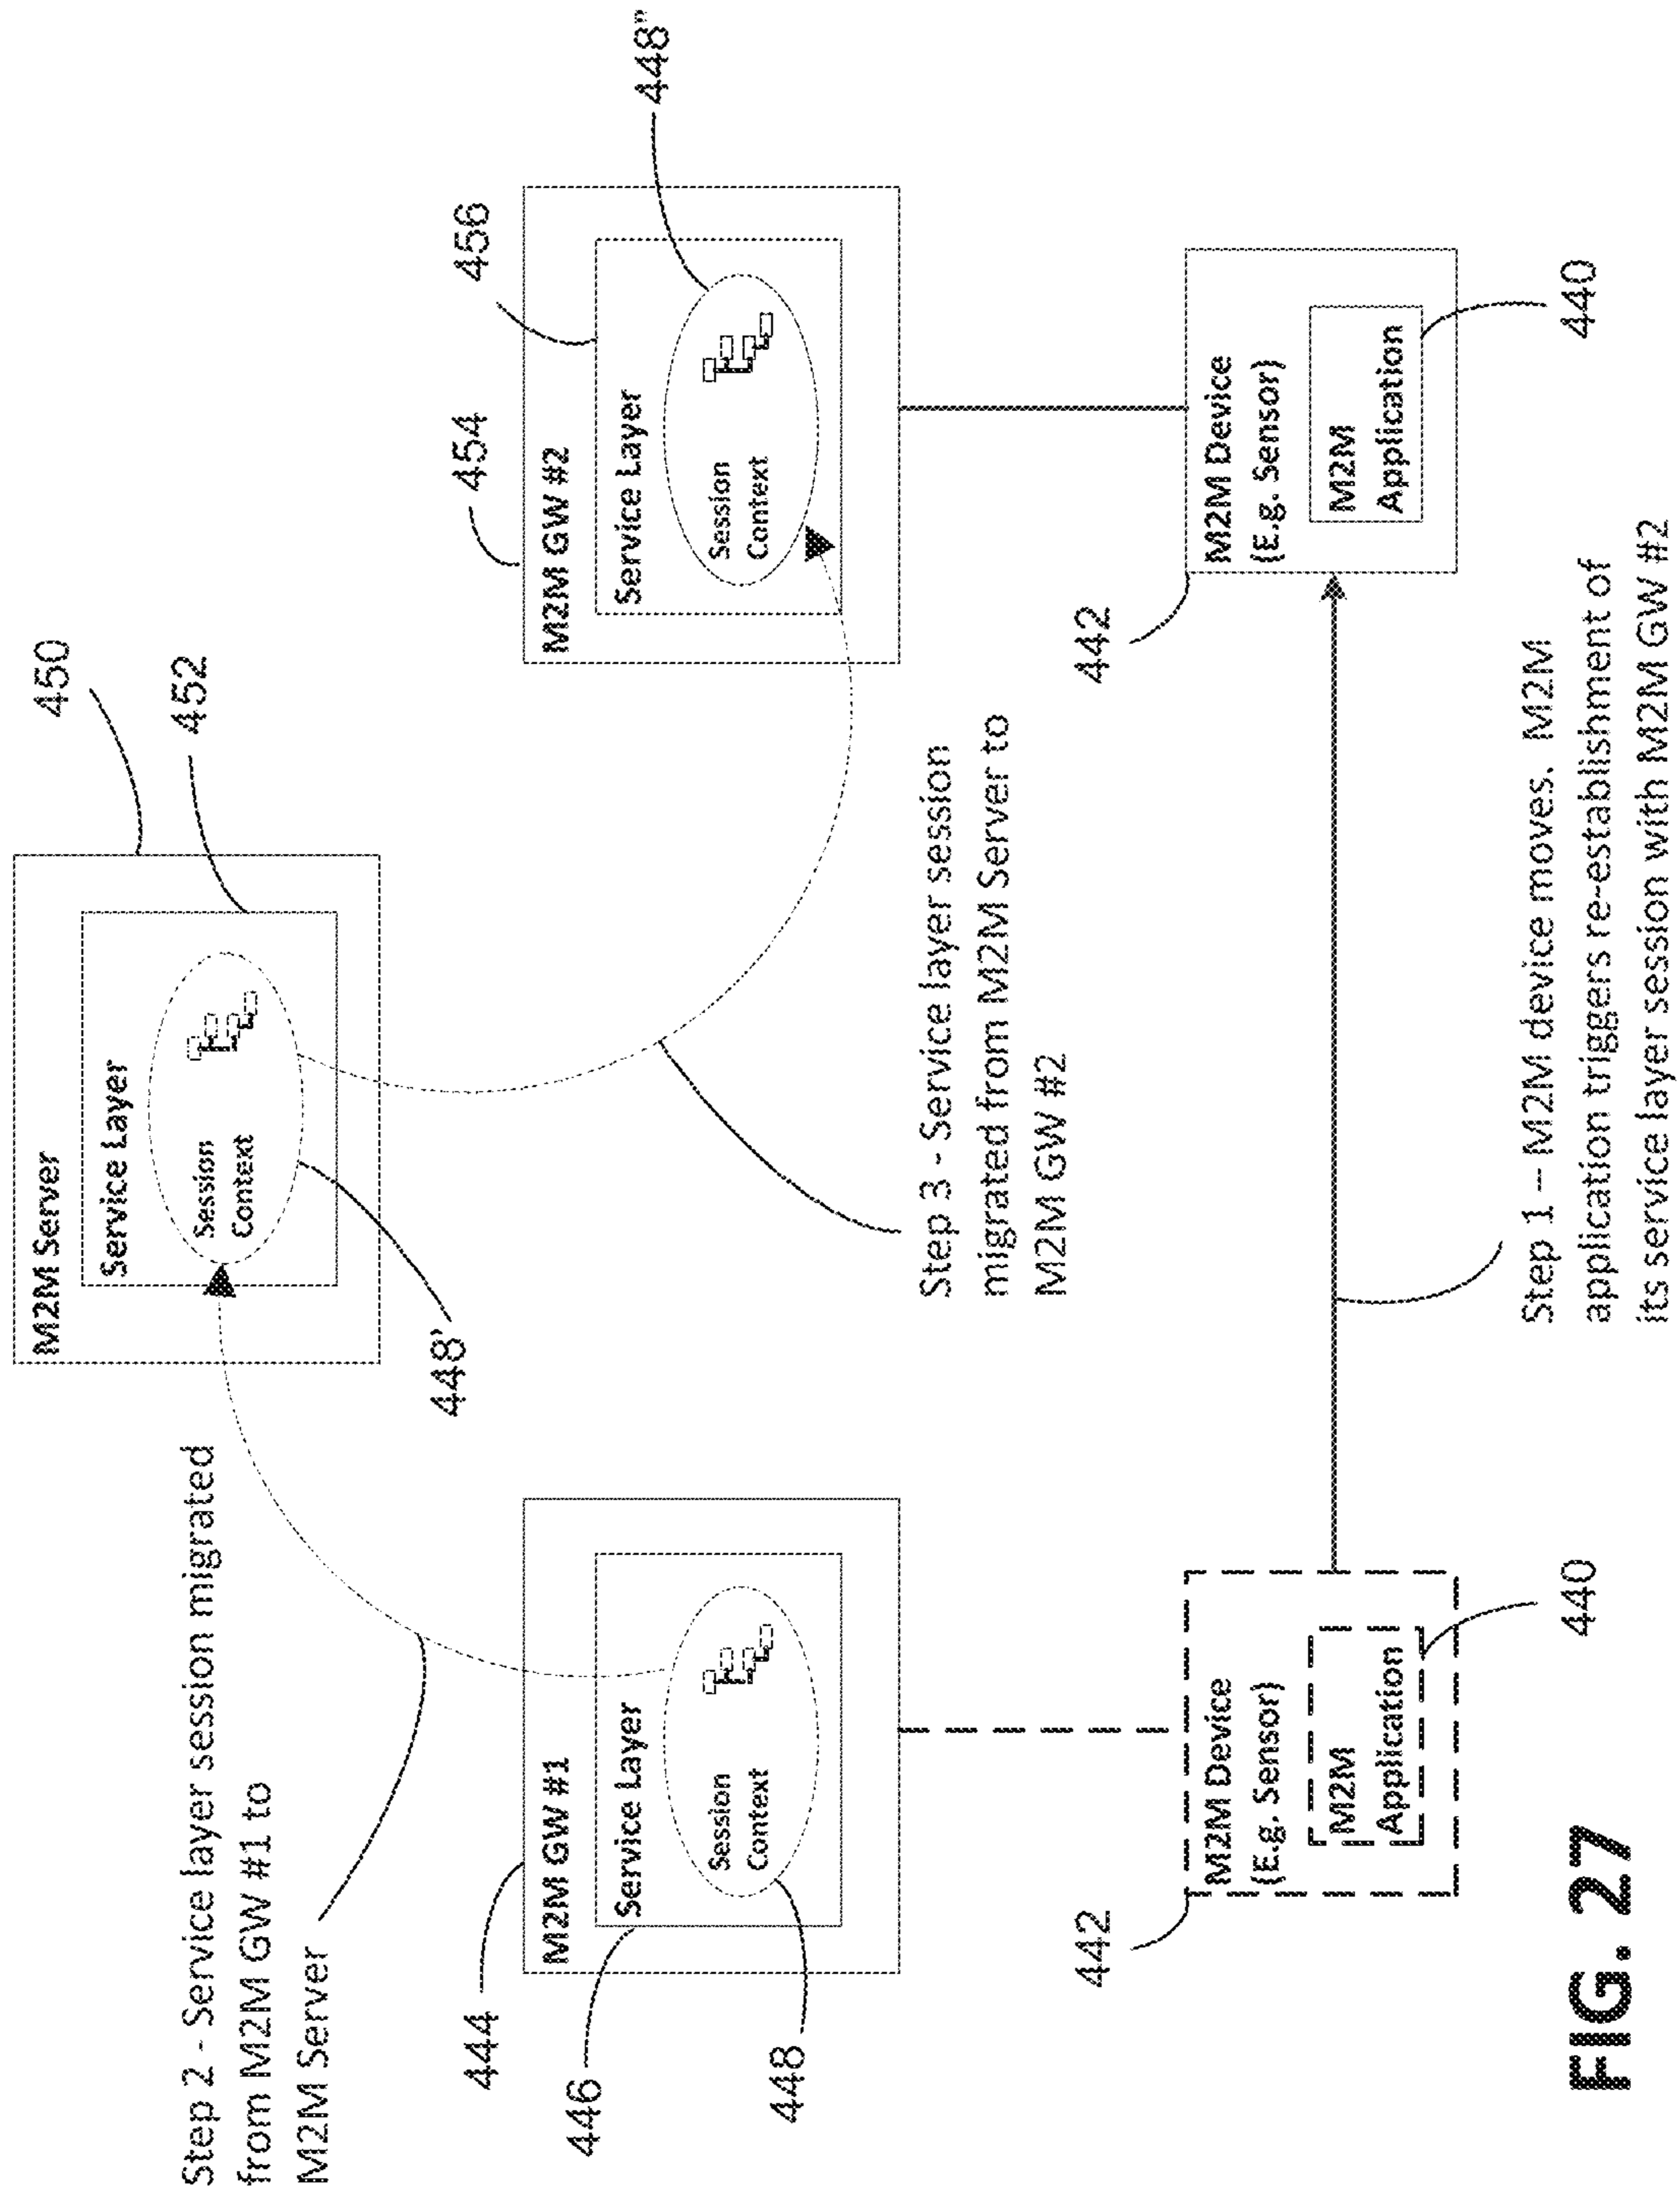 Step 2 - Service layer session migrated
from M2M GW #1 to
M2M Server
M2M Server
Service Layer
Session
Context
450
452
448'
444
446
448
M2M GW #1
Service Layer
Session
Context
454
456
448"
M2M GW #2
Service Layer
Session
Context
Step 3 - Service layer session
migrated from M2M Server to
M2M GW #2
442
M2M Device
(E.g. Sensor)
M2M
Application
440
442
M2M Device
(E.g. Sensor)
M2M
Application
440
Step 1 – M2M device moves. M2M
application triggers re-establishment of
its service layer session with M2M GW #2
FIG. 27